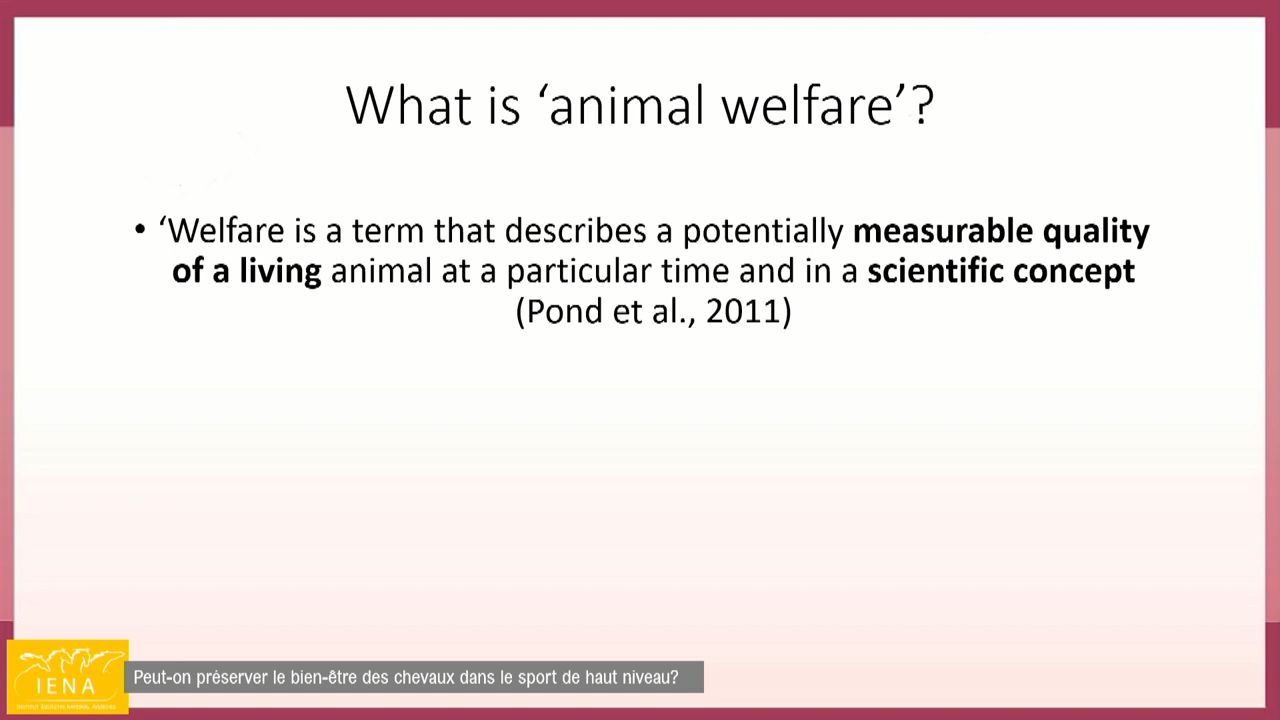 What is ‘animal welfare’?
• ‘Welfare is a term that describes a potentially measurable quality
of a living animal at a particular time and in a scientific concept
(Pond et al., 2011)
IENA
Peut-on préserver le bien-être des chevaux dans le sport de haut niveau?